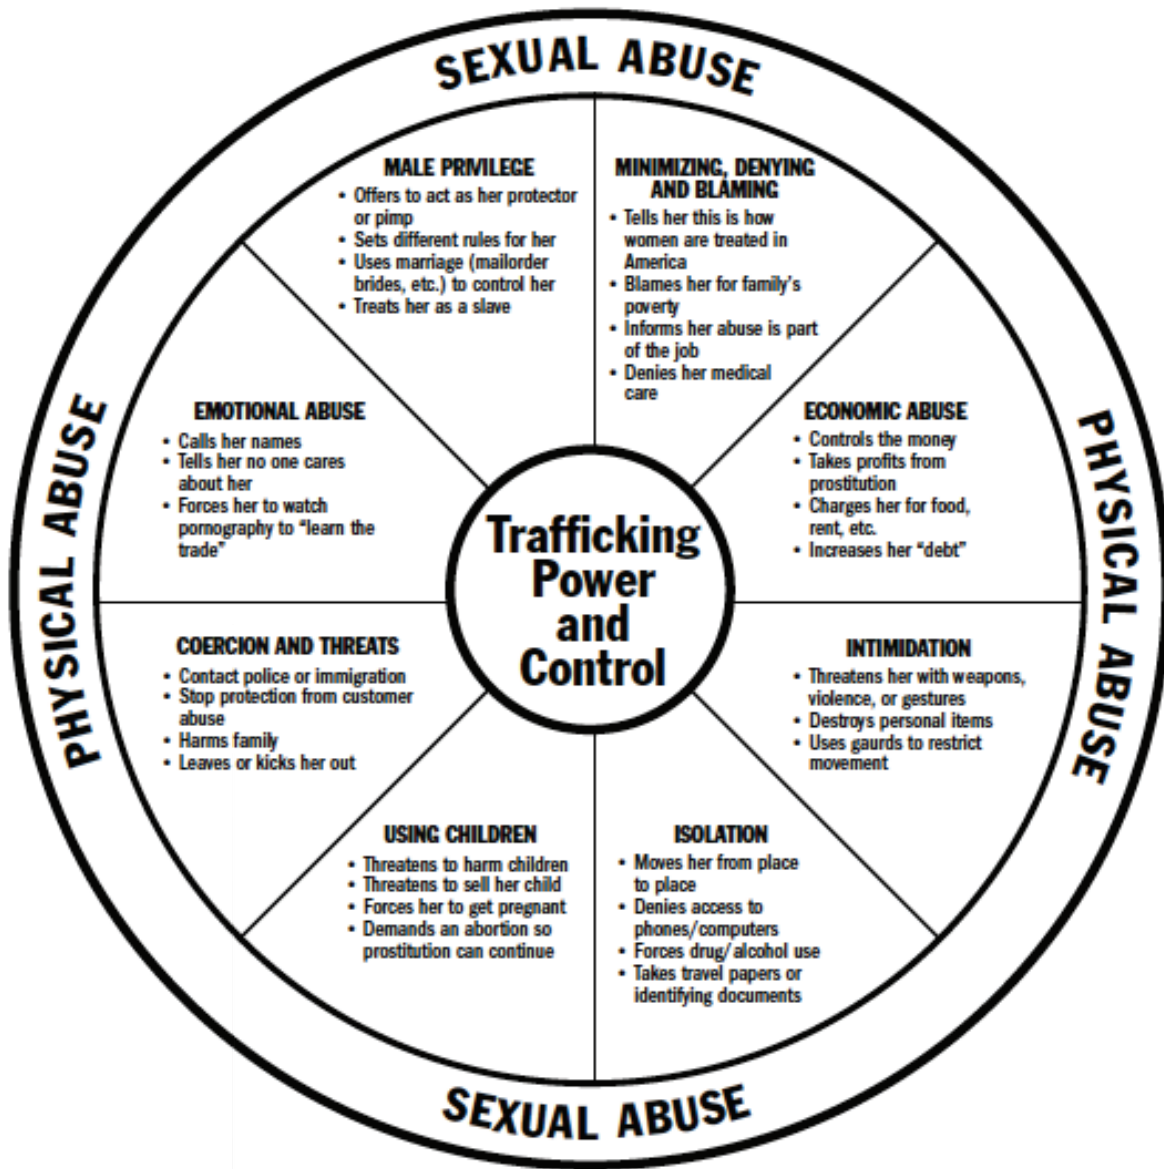 SEXUAL ABUSE
MALE PRIVILEGE
• Offers to act as her protector
or pimp
• Sets different rules for her
• Uses marriage (mailorder
brides, etc.) to control her
• Treats her as a slave
MINIMIZING, DENYING
AND BLAMING
• Tells her this is how
women are treated in
America
• Blames her for family's
poverty
• Informs her abuse is part
of the job
• Denies her medical
care
PHYSICAL ABUSE
EMOTIONAL ABUSE
• Calls her names
• Tells her no one cares
about her
• Forces her to watch
pornography to “learn the
trade”
ECONOMIC ABUSE
• Controls the money
• Takes profits from
prostitution
• Charges her for food,
rent, etc.
• Increases her “debt”
PHYSICAL ABUSE
Trafficking
Power
and
Control
COERCION AND THREATS
• Contact police or immigration
• Stop protection from customer
abuse
• Harms family
• Leaves or kicks her out
INTIMIDATION
• Threatens her with weapons,
violence, or gestures
• Destroys personal items
• Uses gaurds to restrict
movement
USING CHILDREN
• Threatens to harm children
• Threatens to sell her child
• Forces her to get pregnant
• Demands an abortion so
prostitution can continue
ISOLATION
• Moves her from place
to place
• Denies access to
phones/computers
• Forces drug/alcohol use
• Takes travel papers or
identifying documents
SEXUAL ABUSE